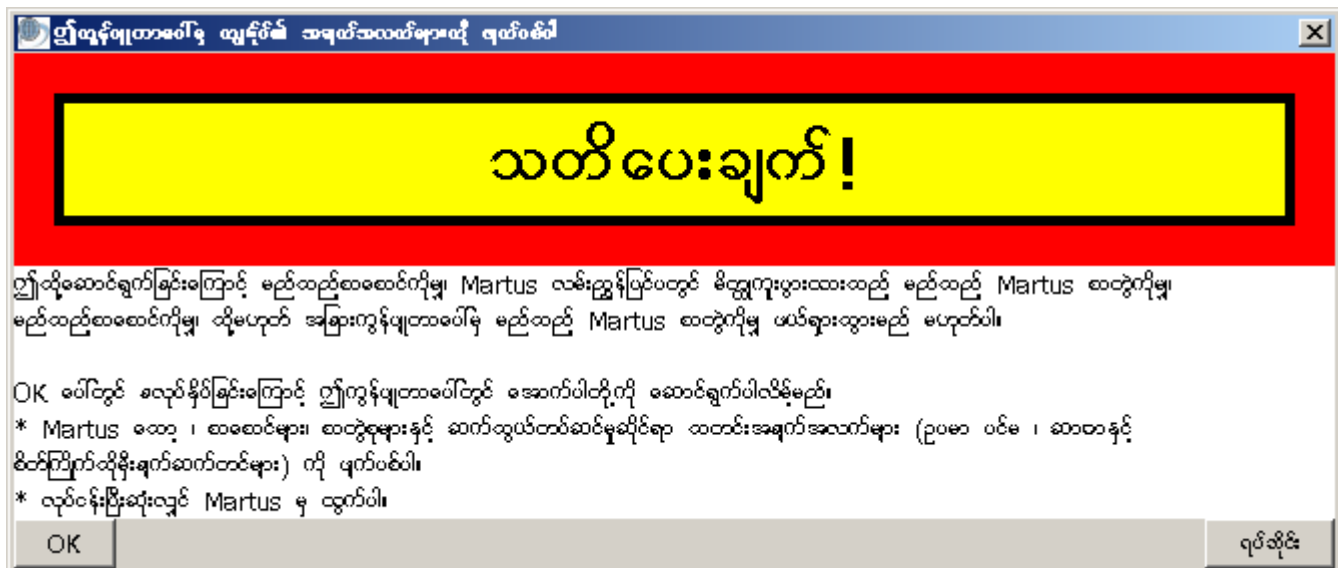 ဤကွန်ပျူတာပေါ်ရှ ကျွန်ုပ်၏ အချက်အလက်များကို ဖျက်ပစ်ပါ
သတိပေးချက်!
ဤသို့ဆောင်ရွက်ခြင်းကြောင့် မည်သည့်စာစောင်ကိုမျှ၊ Martus လမ်းညွှန်ပြင်ပတွင် မိတ္တူကူးပွားထားသည့် မည်သည့် Martus စာတွဲကိုမျှ၊
မည်သည့်စာစောင်ကိုမျှ၊ သို့မဟုတ် အခြားကွန်ပျူတာပေါ်မှ မည်သည့် Martus စာတွဲကိုမျှ ဖယ်ရှားသွားမည် မဟုတ်ပါ။
OK ပေါ်တွင် ခလုပ်နှိပ်ခြင်းကြောင့် ဤကွန်ပျူတာပေါ်တွင် အောက်ပါတို့ကို ဆောင်ရွက်ပါလိမ့်မည်။
* Martus သော့ ၊ စာစောင်များ၊ စာတွဲစုများနှင့် ဆက်သွယ်တပ်ဆင်မှုဆိုင်ရာ သတင်းအချက်အလက်များ (ဥပမာ ပင်မ ၊ ဆာဗာနှင့်
စိတ်ကြိုက်ထိုမိုးချက်ဆက်တင်များ) ကို ဖျက်ပစ်ပါ။
* လုပ်ငန်းပြီးဆုံးလျှင် Martus မှ ထွက်ပါ။
OK
ရပ်ဆိုင်း